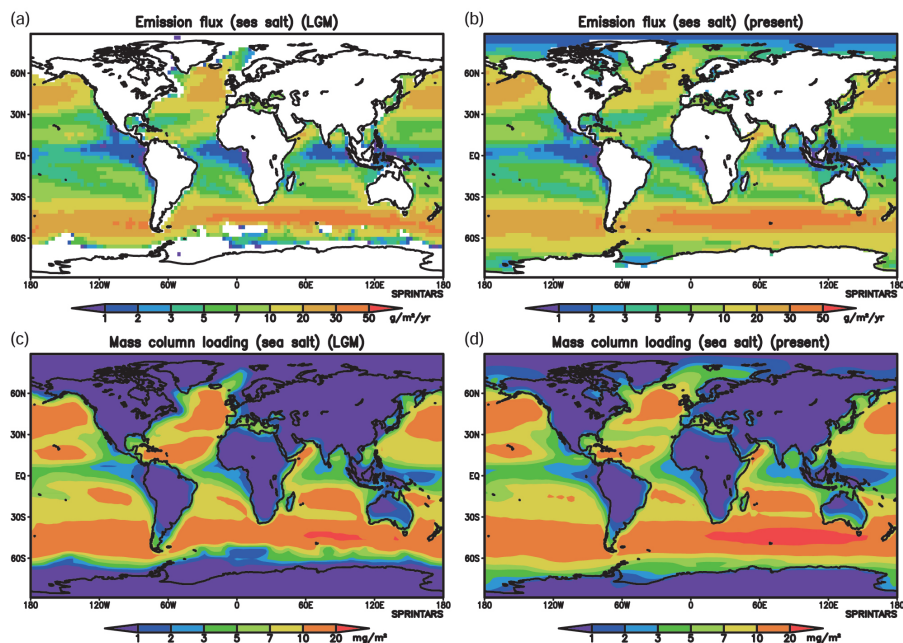 (a) Emission flux (ses salt) (LGM)
60N
30N
EQ
30S
60S
180 120W 60W 0 60E 120E 180
SPRINTARS
1 2 3 5 7 10 20 30 50 g/m²/yr
(b) Emission flux (ses salt) (present)
60N
30N
EQ
30S
60S
180 120W 60W 0 60E 120E 180
SPRINTARS
1 2 3 5 7 10 20 30 50 g/m²/yr
(c) Mass column loading (sea salt) (LGM)
60N
30N
EQ
30S
60S
180 120W 60W 0 60E 120E 180
SPRINTARS
1 2 3 5 7 10 20 mg/m²
(d) Mass column loading (sea salt) (present)
60N
30N
EQ
30S
60S
180 120W 60W 0 60E 120E 180
SPRINTARS
1 2 3 5 7 10 20 mg/m²